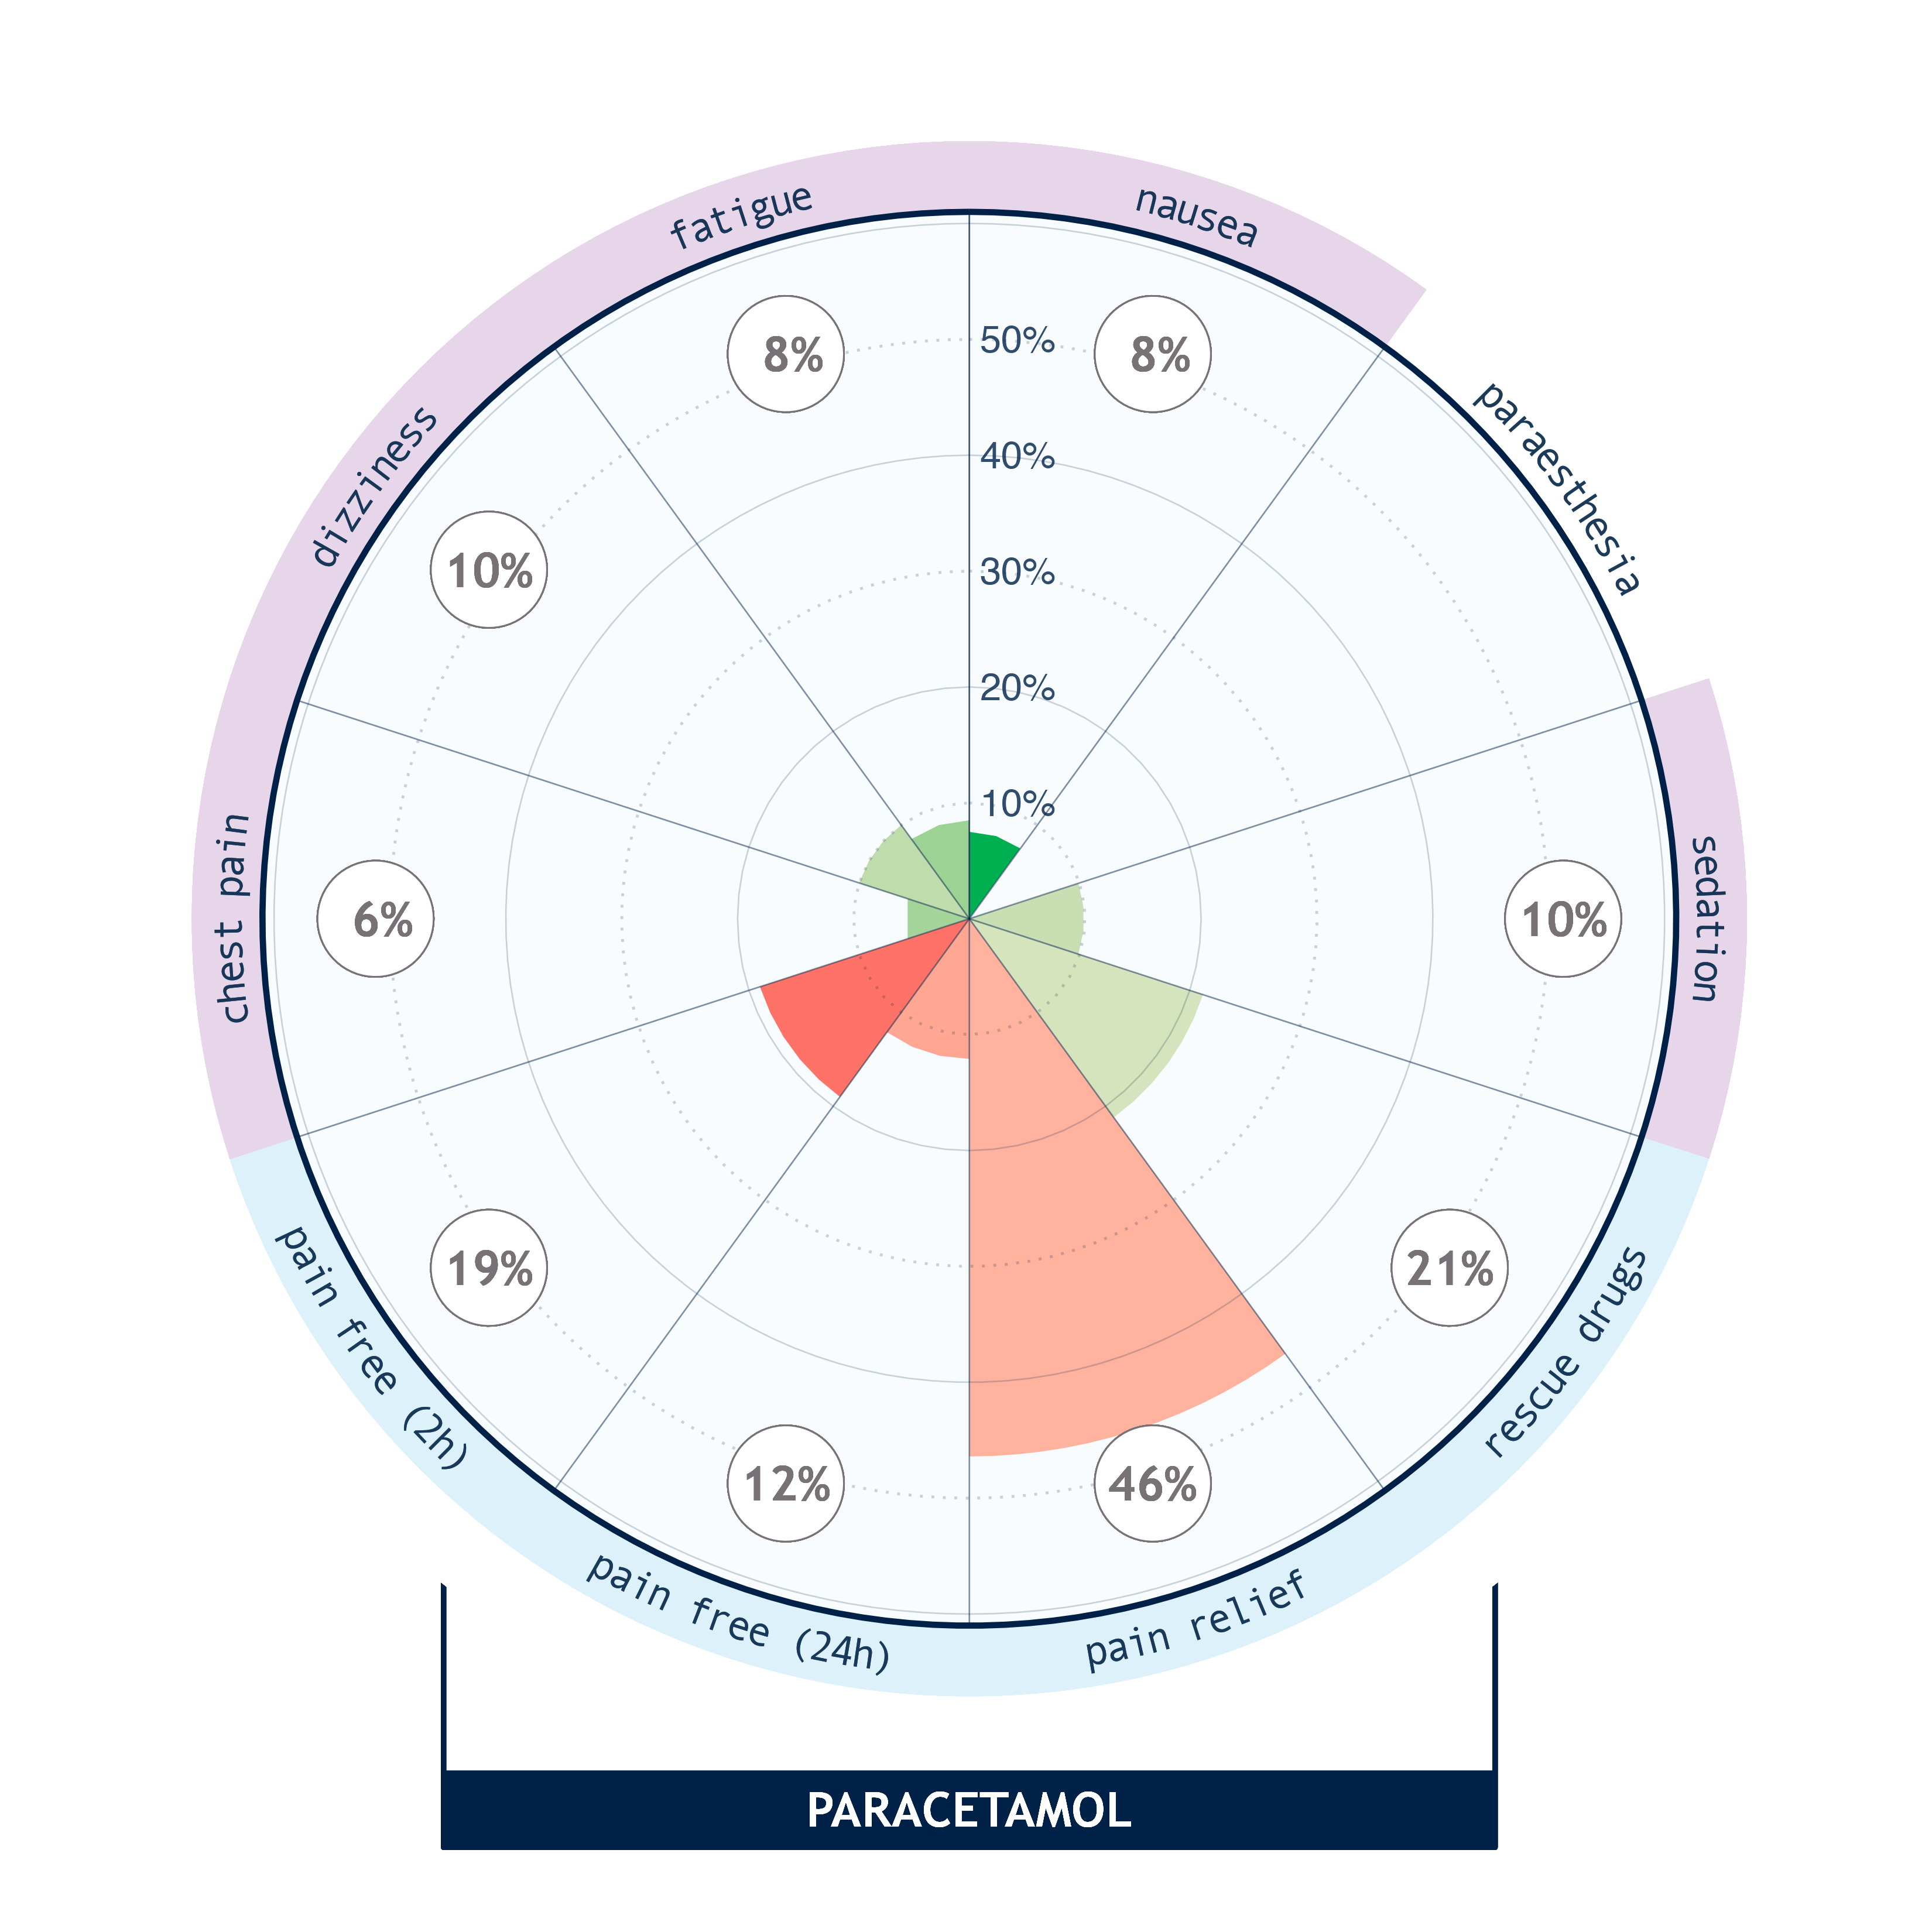 fatigue
nausea
8%
8%
50%
paraesthesia
dizziness
40%
10%
30%
20%
10%
chest pain
6%
10%
sedation
19%
21%
pain free (2h)
rescue drugs
12%
46%
pain free (24h)
pain relief
PARACETAMOL